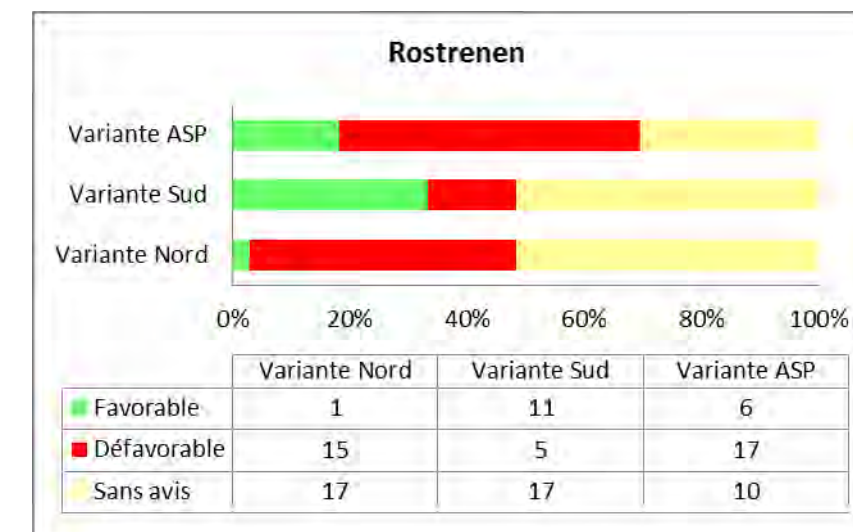 Rostrenen
Variante ASP
Variante Sud
Variante Nord
0% 20% 40% 60% 80% 100%
Variante Nord Variante Sud Variante ASP
Favorable 1 11 6
Défavorable 15 5 17
Sans avis 17 17 10